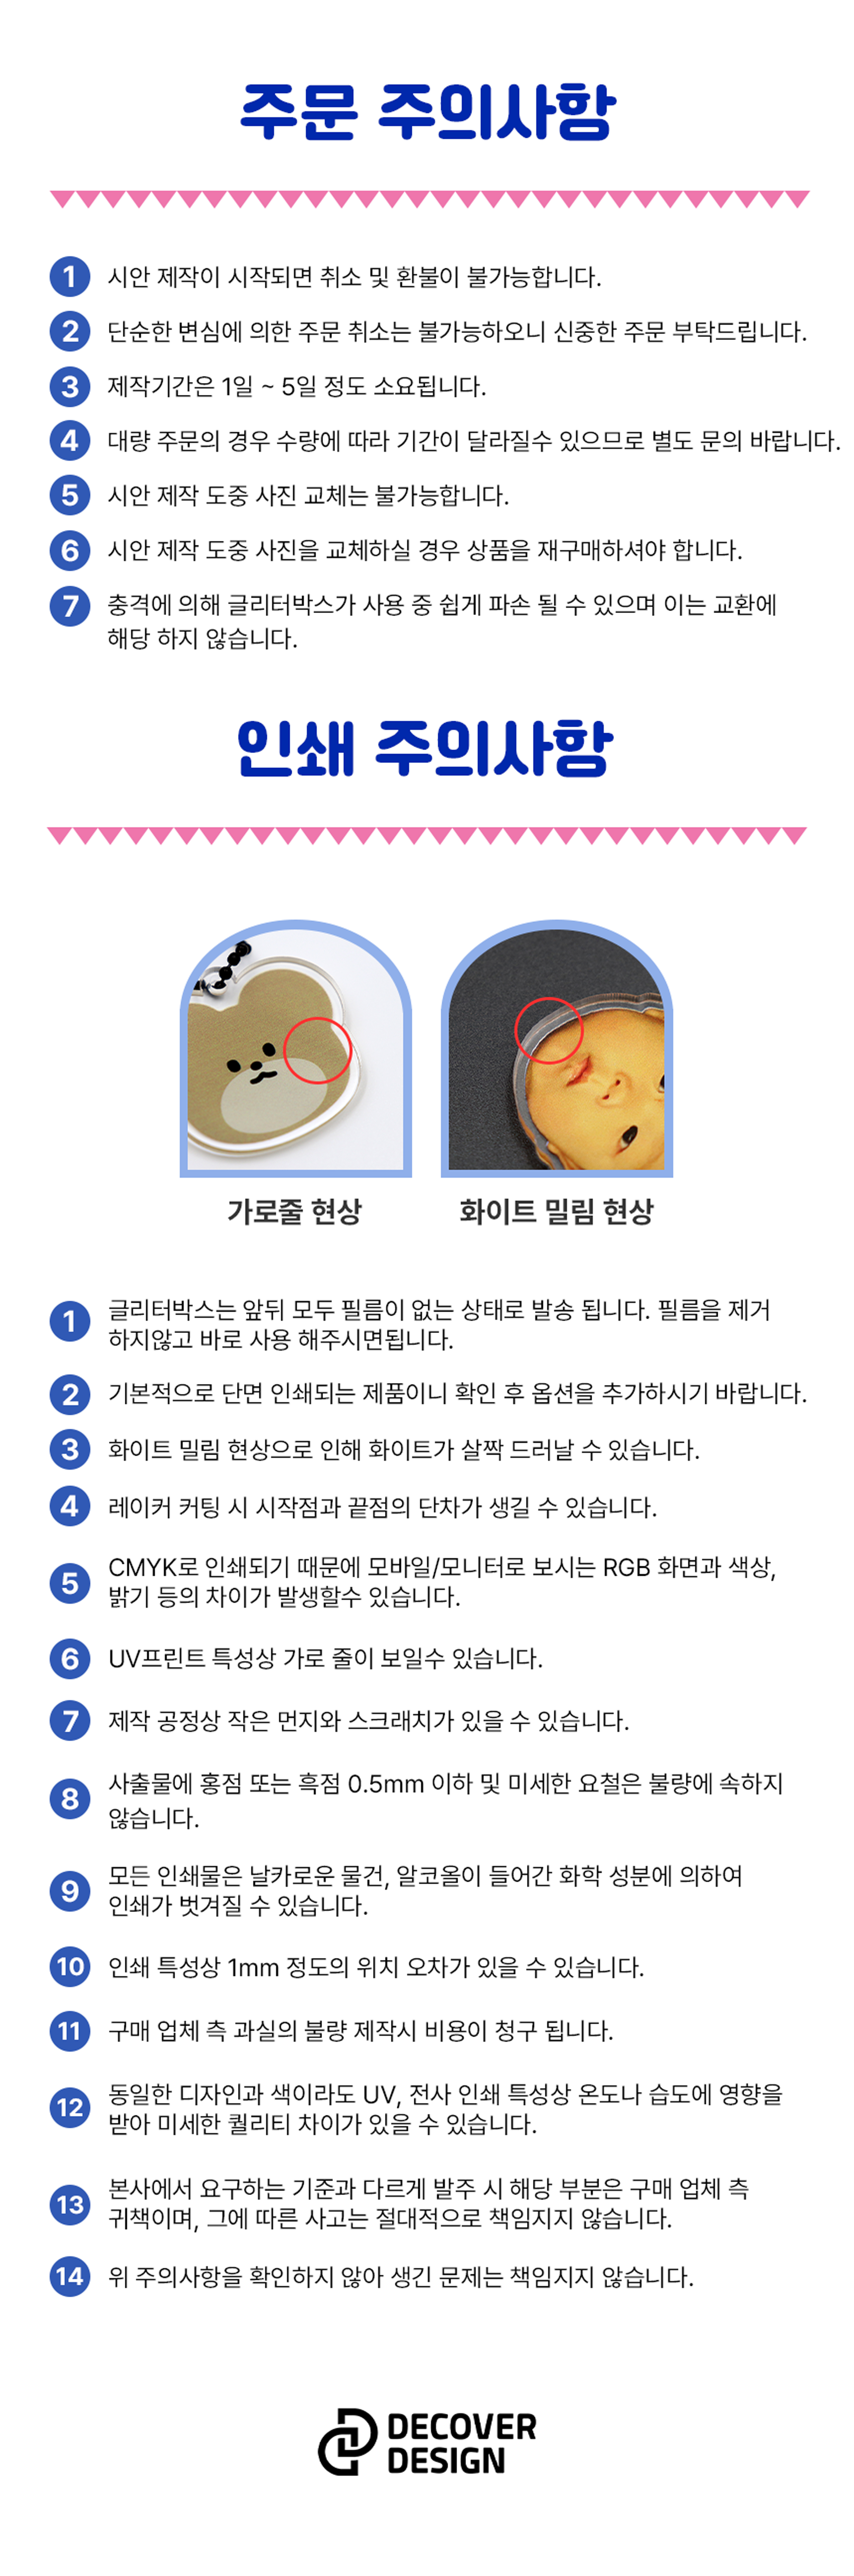 주문 주의사항
1 시안 제작이 시작되면 취소 및 환불이 불가능합니다.
2 단순한 변심에 의한 주문 취소는 불가능하오니 신중한 주문 부탁드립니다.
3 제작기간은 1일 ~ 5일 정도 소요됩니다.
4 대량 주문의 경우 수량에 따라 기간이 달라질수 있으므로 별도 문의 바랍니다.
5 시안 제작 도중 사진 교체는 불가능합니다.
6 시안 제작 도중 사진을 교체하실 경우 상품을 재구매하셔야 합니다.
7 충격에 의해 글리터박스가 사용 중 쉽게 파손 될 수 있으며 이는 교환에
해당 하지 않습니다.
인쇄 주의사항
가로줄 현상
화이트 밀림 현상
1 글리터박스는 앞뒤 모두 필름이 없는 상태로 발송 됩니다. 필름을 제거
하지않고 바로 사용 해주시면됩니다.
2 기본적으로 단면 인쇄되는 제품이니 확인 후 옵션을 추가하시기 바랍니다.
3 화이트 밀림 현상으로 인해 화이트가 살짝 드러날 수 있습니다.
4 레이커 커팅 시 시작점과 끝점의 단차가 생길 수 있습니다.
5 CMYK로 인쇄되기 때문에 모바일/모니터로 보시는 RGB 화면과 색상,
밝기 등의 차이가 발생할수 있습니다.
6 UV프린트 특성상 가로 줄이 보일수 있습니다.
7 제작 공정상 작은 먼지와 스크래치가 있을 수 있습니다.
8 사출물에 홍점 또는 흑점 0.5mm 이하 및 미세한 요철은 불량에 속하지
않습니다.
9 모든 인쇄물은 날카로운 물건, 알코올이 들어간 화학 성분에 의하여
인쇄가 벗겨질 수 있습니다.
10 인쇄 특성상 1mm 정도의 위치 오차가 있을 수 있습니다.
11 구매 업체 측 과실의 불량 제작시 비용이 청구 됩니다.
12 동일한 디자인과 색이라도 UV, 전사 인쇄 특성상 온도나 습도에 영향을
받아 미세한 퀄리티 차이가 있을 수 있습니다.
13 본사에서 요구하는 기준과 다르게 발주 시 해당 부분은 구매 업체 측
귀책이며, 그에 따른 사고는 절대적으로 책임지지 않습니다.
14 위 주의사항을 확인하지 않아 생긴 문제는 책임지지 않습니다.
DECOVER
DESIGN